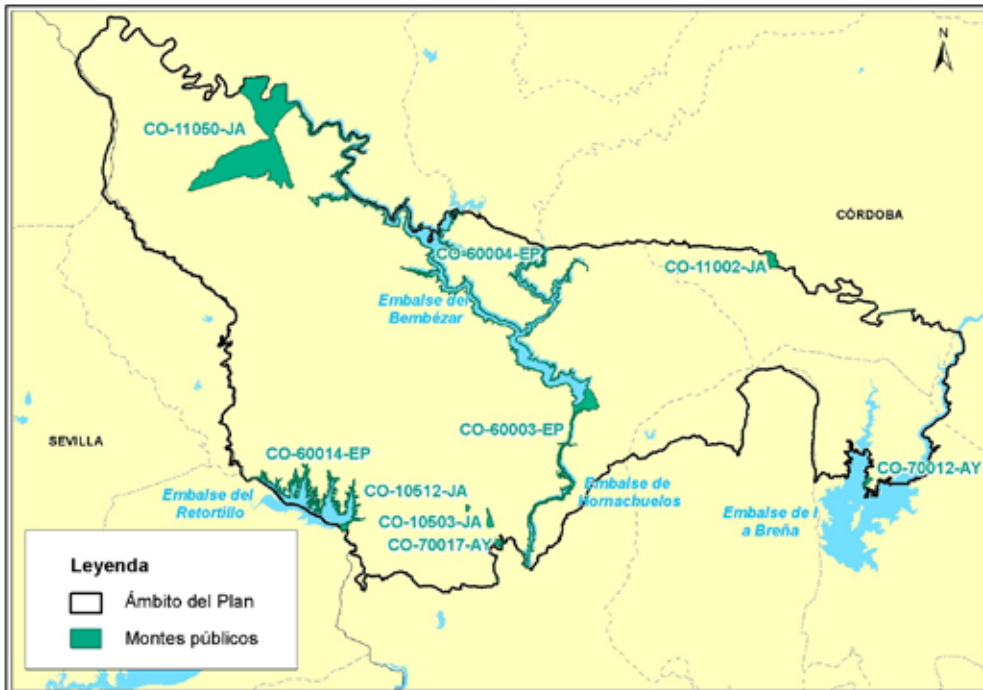 N
CO-11050-JA
CÓRDOBA
CO-60004-EP
CO-11002-JA
Embalse del
Bembézar
CO-60003-EP
SEVILLA
CO-60014-EP
CO-70012-AY
Embalse del
Retortillo
CO-10512-JA
Embalse de
Hornachuelos
CO-10503-JA
Embalse de l
a Breña
CO-70017-AY
Leyenda
Ámbito del Plan
Montes públicos